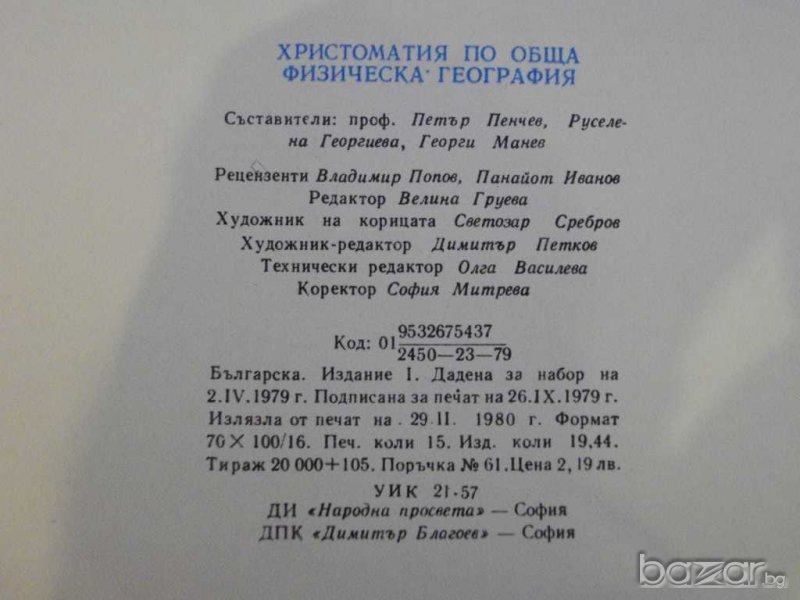 ХРИСТОМАТИЯ ПО ОБЩА
ФИЗИЧЕСКА ГЕОГРАФИЯ
Съставители: проф. Петър Пенчев, Руселе-
на Георгиева, Георги Манев
Рецензенти Владимир Попов, Панайот Иванов
Редактор Велина Груева
Художник на корицата Светозар Сребров
Художник-редактор Димитър Петков
Технически редактор Олга Василева
Коректор София Митрева
Код: 01 9532675437
2450—23—79
Българска. Издание I. Дадена за набор на
2.IV.1979 г. Подписана за печат на 26.IX.1979 г.
Излязла от печат на 29.II. 1980 г. Формат
70×100/16. Печ. коли 15. Изд. коли 19,44.
Тираж 20 000+105. Поръчка № 61. Цена 2,19 лв.
УИК 21·57
ДИ «Народна просвета» — София
ДПК «Димитър Благоев» — София
bazar.bg